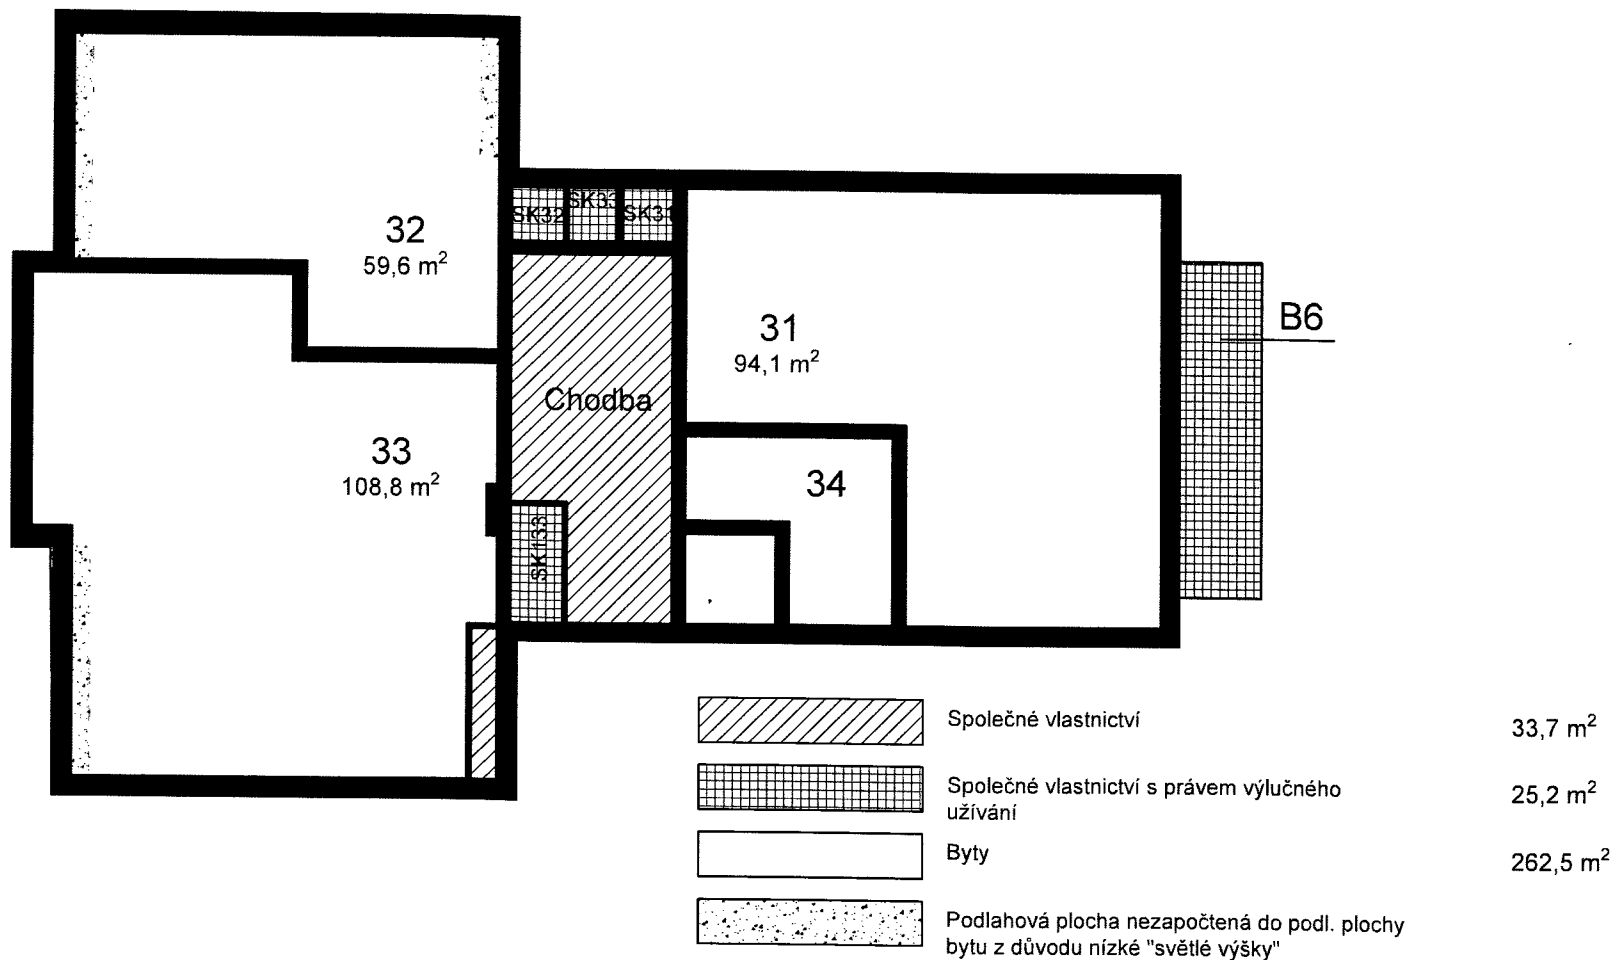 32
59,6 m²
SK32
SK33
SK31
31
94,1 m²
B6
Chodba
33
108,8 m²
34
SK133
Společné vlastnictví 33,7 m²
Společné vlastnictví s právem výlučného
užívání
25,2 m²
Byty 262,5 m²
Podlahová plocha nezapočtená do podl. plochy
bytu z důvodu nízké "světlé výšky"